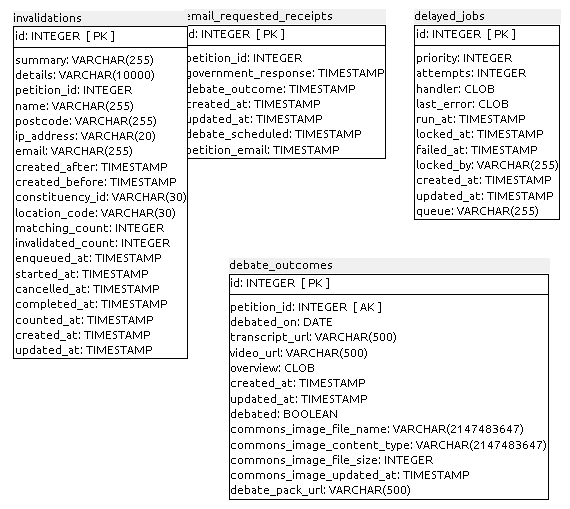 invalidations
id: INTEGER [ PK ]
summary: VARCHAR(255)
details: VARCHAR(10000)
petition_id: INTEGER
name: VARCHAR(255)
postcode: VARCHAR(255)
ip_address: VARCHAR(20)
email: VARCHAR(255)
created_after: TIMESTAMP
created_before: TIMESTAMP
constituency_id: VARCHAR(30)
location_code: VARCHAR(30)
matching_count: INTEGER
invalidated_count: INTEGER
enqueued_at: TIMESTAMP
started_at: TIMESTAMP
cancelled_at: TIMESTAMP
completed_at: TIMESTAMP
counted_at: TIMESTAMP
created_at: TIMESTAMP
updated_at: TIMESTAMP
email_requested_receipts
id: INTEGER [ PK ]
petition_id: INTEGER
government_response: TIMESTAMP
debate_outcome: TIMESTAMP
created_at: TIMESTAMP
updated_at: TIMESTAMP
debate_scheduled: TIMESTAMP
petition_email: TIMESTAMP
delayed_jobs
id: INTEGER [ PK ]
priority: INTEGER
attempts: INTEGER
handler: CLOB
last_error: CLOB
run_at: TIMESTAMP
locked_at: TIMESTAMP
failed_at: TIMESTAMP
locked_by: VARCHAR(255)
created_at: TIMESTAMP
updated_at: TIMESTAMP
queue: VARCHAR(255)
debate_outcomes
id: INTEGER [ PK ]
petition_id: INTEGER [ AK ]
debated_on: DATE
transcript_url: VARCHAR(500)
video_url: VARCHAR(500)
overview: CLOB
created_at: TIMESTAMP
updated_at: TIMESTAMP
debated: BOOLEAN
commons_image_file_name: VARCHAR(2147483647)
commons_image_content_type: VARCHAR(2147483647)
commons_image_file_size: INTEGER
commons_image_updated_at: TIMESTAMP
debate_pack_url: VARCHAR(500)